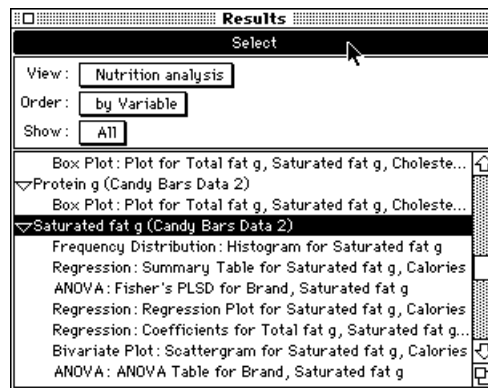 Results
Select
View: Nutrition analysis
Order: by Variable
Show: All
Box Plot: Plot for Total fat g, Saturated fat g, Choleste...
Protein g (Candy Bars Data 2)
Box Plot: Plot for Total fat g, Saturated fat g, Choleste...
Saturated fat g (Candy Bars Data 2)
Frequency Distribution: Histogram for Saturated fat g
Regression: Summary Table for Saturated fat g, Calories
ANOVA: Fisher's PLSD for Brand, Saturated fat g
Regression: Regression Plot for Saturated fat g, Calories
Regression: Coefficients for Total fat g, Saturated fat g...
Bivariate Plot: Scattergram for Saturated fat g, Calories
ANOVA: ANOVA Table for Brand, Saturated fat g